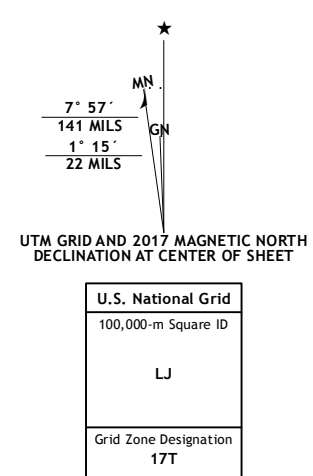 ★
MN
7° 57´
141 MILS
GN
1° 15´
22 MILS
UTM GRID AND 2017 MAGNETIC NORTH
DECLINATION AT CENTER OF SHEET
U.S. National Grid
100,000-m Square ID
LJ
Grid Zone Designation
17T